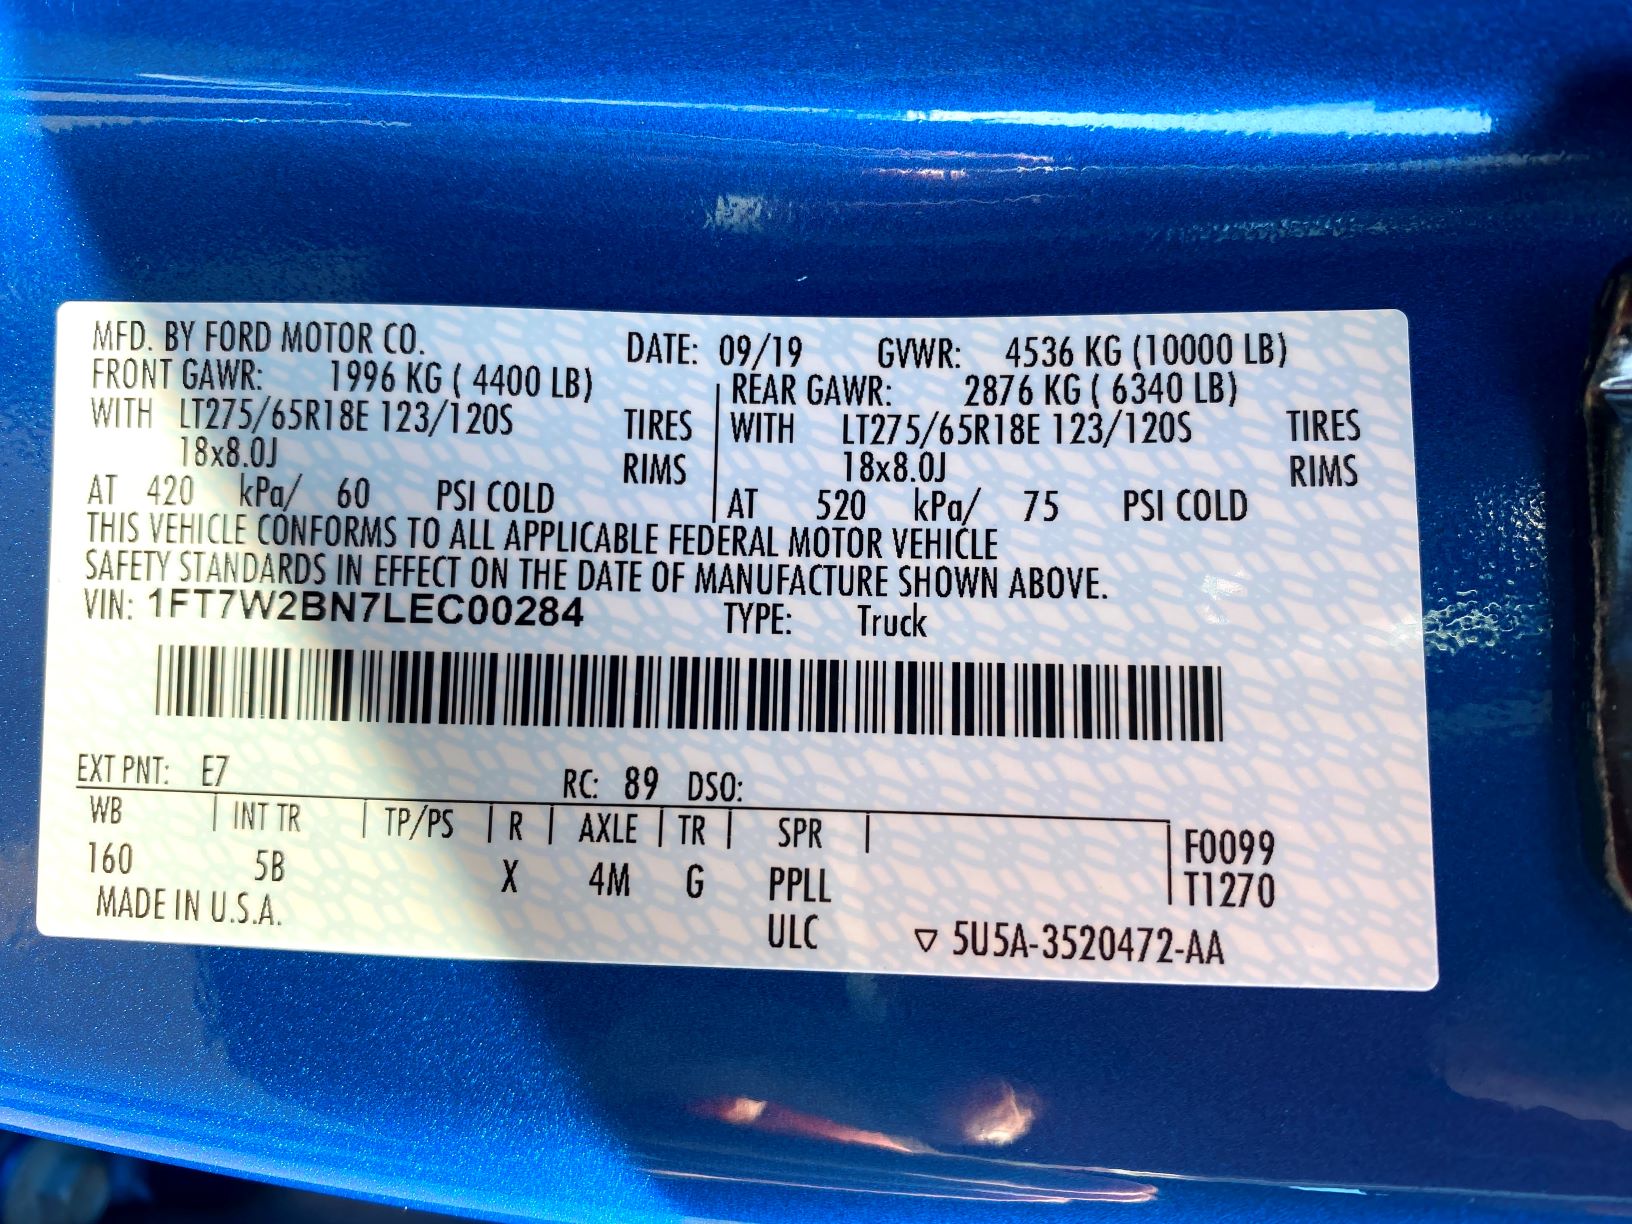 MFD. BY FORD MOTOR CO. DATE: 09/19 GVWR: 4536 KG (10000 LB)
FRONT GAWR: 1996 KG ( 4400 LB) REAR GAWR: 2876 KG ( 6340 LB)
WITH LT275/65R18E 123/120S TIRES WITH LT275/65R18E 123/120S TIRES
18x8.0J RIMS 18x8.0J RIMS
AT 420 kPa/ 60 PSI COLD AT 520 kPa/ 75 PSI COLD
THIS VEHICLE CONFORMS TO ALL APPLICABLE FEDERAL MOTOR VEHICLE
SAFETY STANDARDS IN EFFECT ON THE DATE OF MANUFACTURE SHOWN ABOVE.
VIN: 1FT7W2BN7LEC00284 TYPE: Truck
EXT PNT: E7 RC: 89 DSO:
WB INT TR TP/PS R AXLE TR SPR F0099
160 5B X 4M G PPLL T1270
MADE IN U.S.A. ULC ▽ 5U5A-3520472-AA